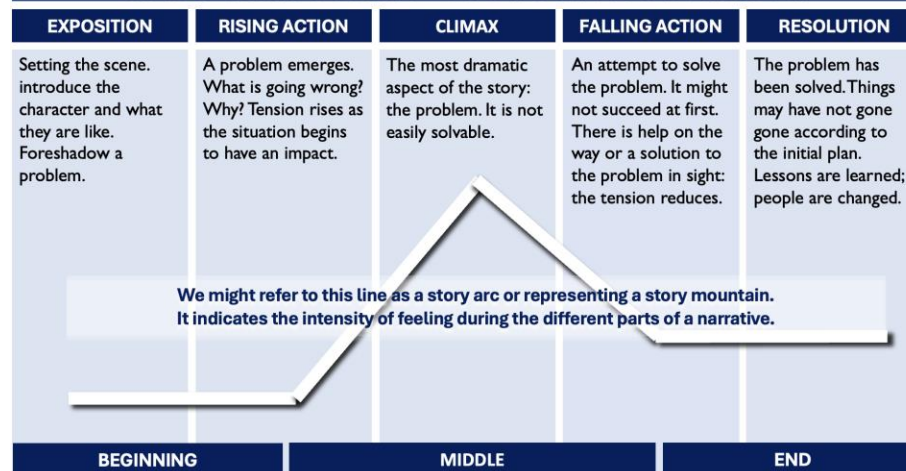 EXPOSITION
Setting the scene.
introduce the
character and what
they are like.
Foreshadow a
problem.
RISING ACTION
A problem emerges.
What is going wrong?
Why? Tension rises as
the situation begins
to have an impact.
CLIMAX
The most dramatic
aspect of the story:
the problem. It is not
easily solvable.
FALLING ACTION
An attempt to solve
the problem. It might
not succeed at first.
There is help on the
way or a solution to
the problem in sight:
the tension reduces.
RESOLUTION
The problem has
been solved. Things
may have not gone
gone according to
the initial plan.
Lessons are learned;
people are changed.
We might refer to this line as a story arc or representing a story mountain.
It indicates the intensity of feeling during the different parts of a narrative.
BEGINNING
MIDDLE
END